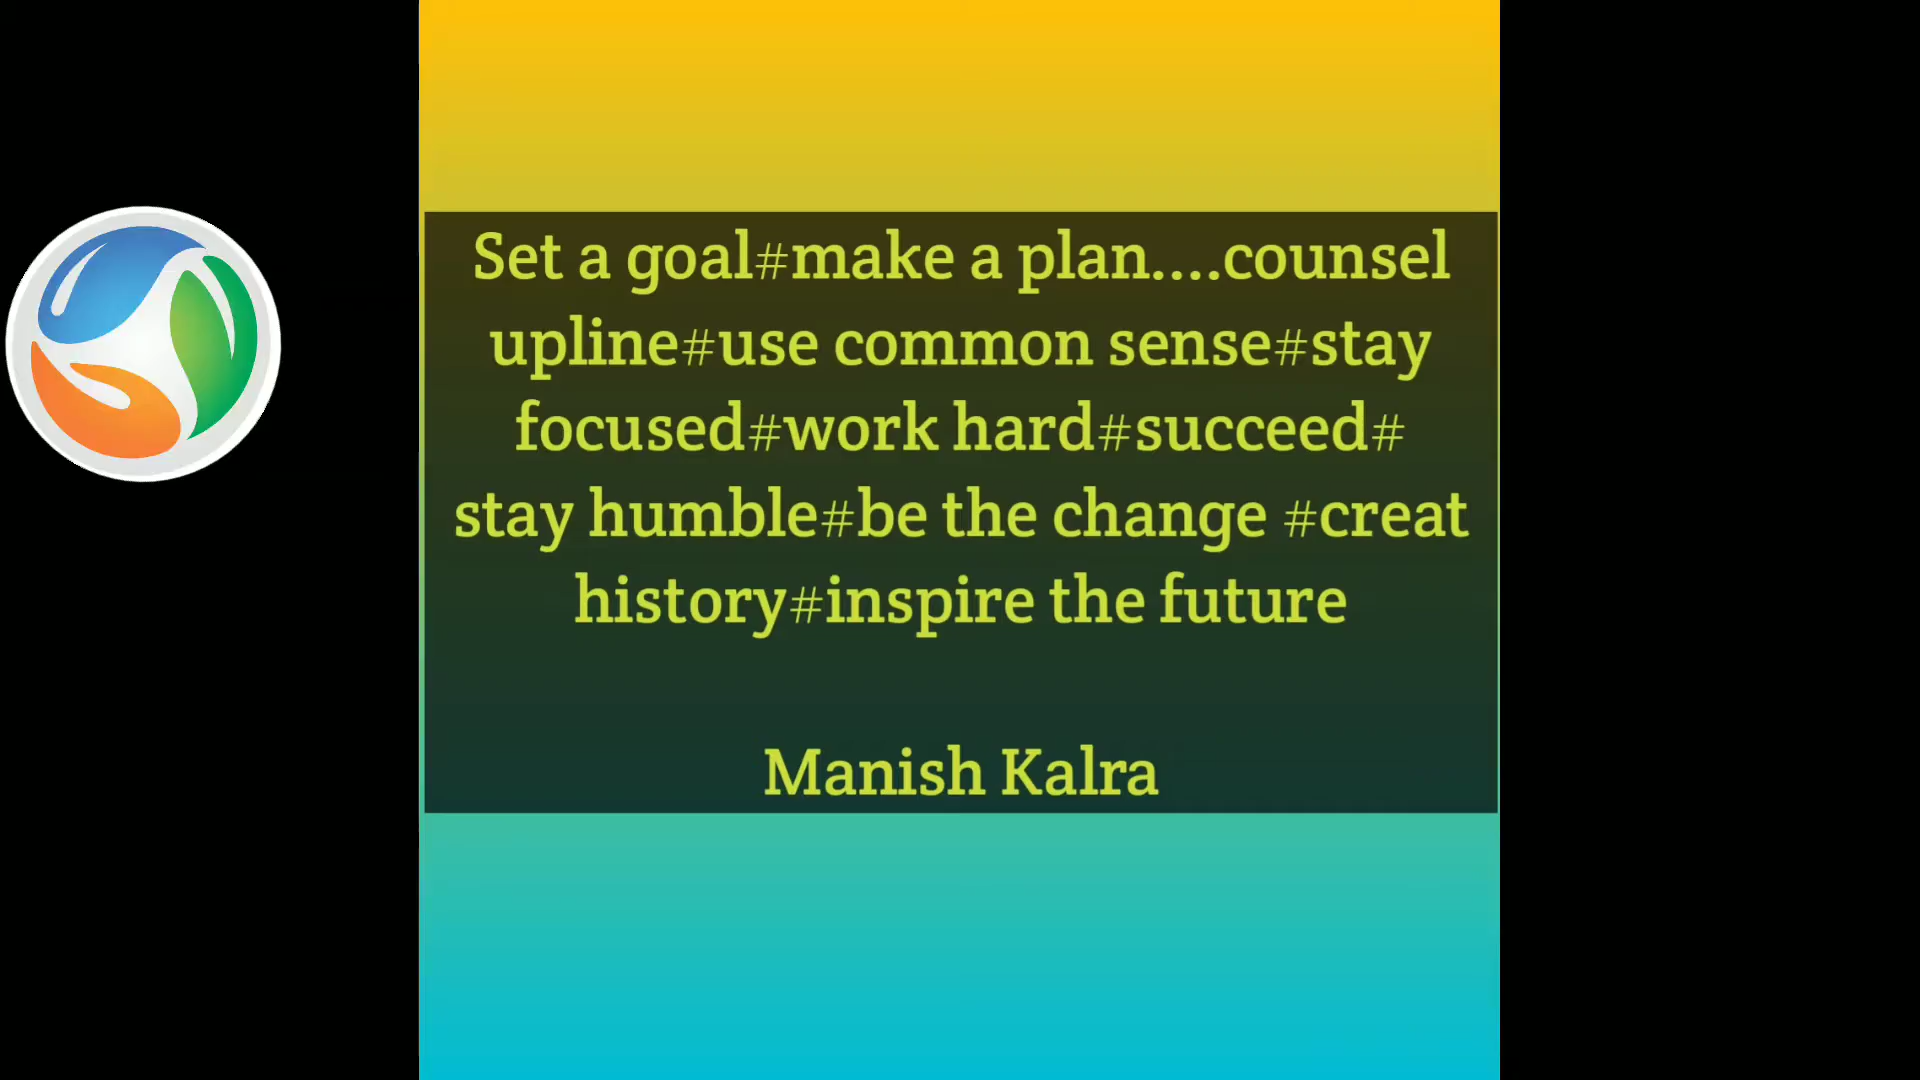 Set a goal#make a plan....counsel
upline#use common sense#stay
focused#work hard#succeed#
stay humble#be the change #creat
history#inspire the future
Manish Kalra